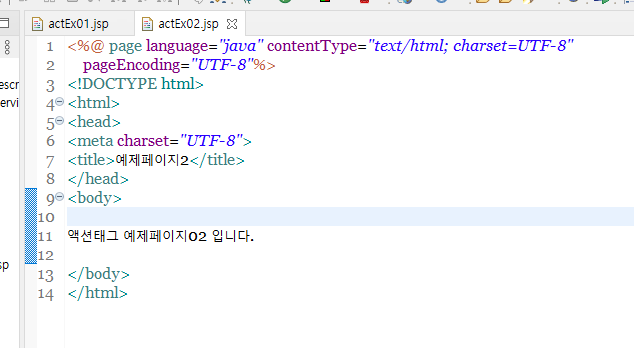 actEx01.jsp actEx02.jsp
1 <%@ page language="java" contentType="text/html; charset=UTF-8"
2 pageEncoding="UTF-8"%>
3 <!DOCTYPE html>
4 <html>
5 <head>
6 <meta charset="UTF-8">
7 <title>예제페이지2</title>
8 </head>
9 <body>
10
11 액션태그 예제페이지02 입니다.
12
13 </body>
14 </html>
escr
ervi
sp